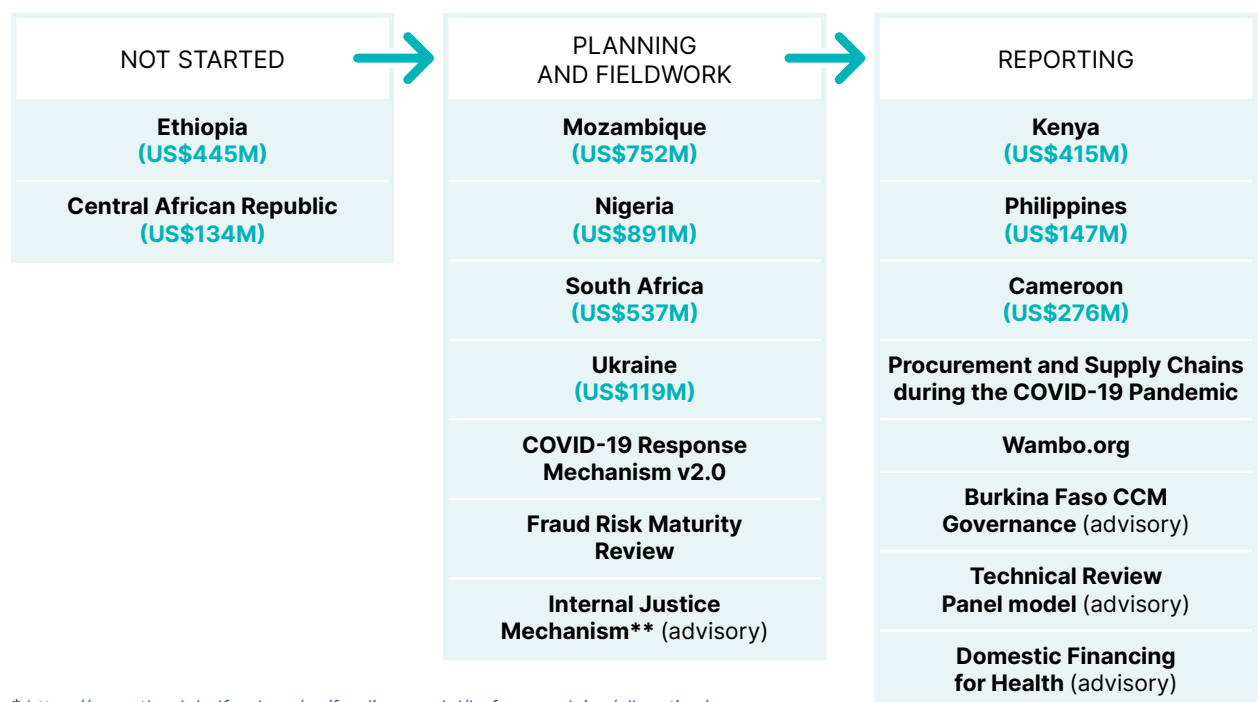 NOT STARTED
Ethiopia
(US$445M)
Central African Republic
(US$134M)
PLANNING
AND FIELDWORK
Mozambique
(US$752M)
Nigeria
(US$891M)
South Africa
(US$537M)
Ukraine
(US$119M)
COVID-19 Response
Mechanism v2.0
Fraud Risk Maturity
Review
Internal Justice
Mechanism** (advisory)
REPORTING
Kenya
(US$415M)
Philippines
(US$147M)
Cameroon
(US$276M)
Procurement and Supply Chains
during the COVID-19 Pandemic
Wambo.org
Burkina Faso CCM
Governance (advisory)
Technical Review
Panel model (advisory)
Domestic Financing
for Health (advisory)